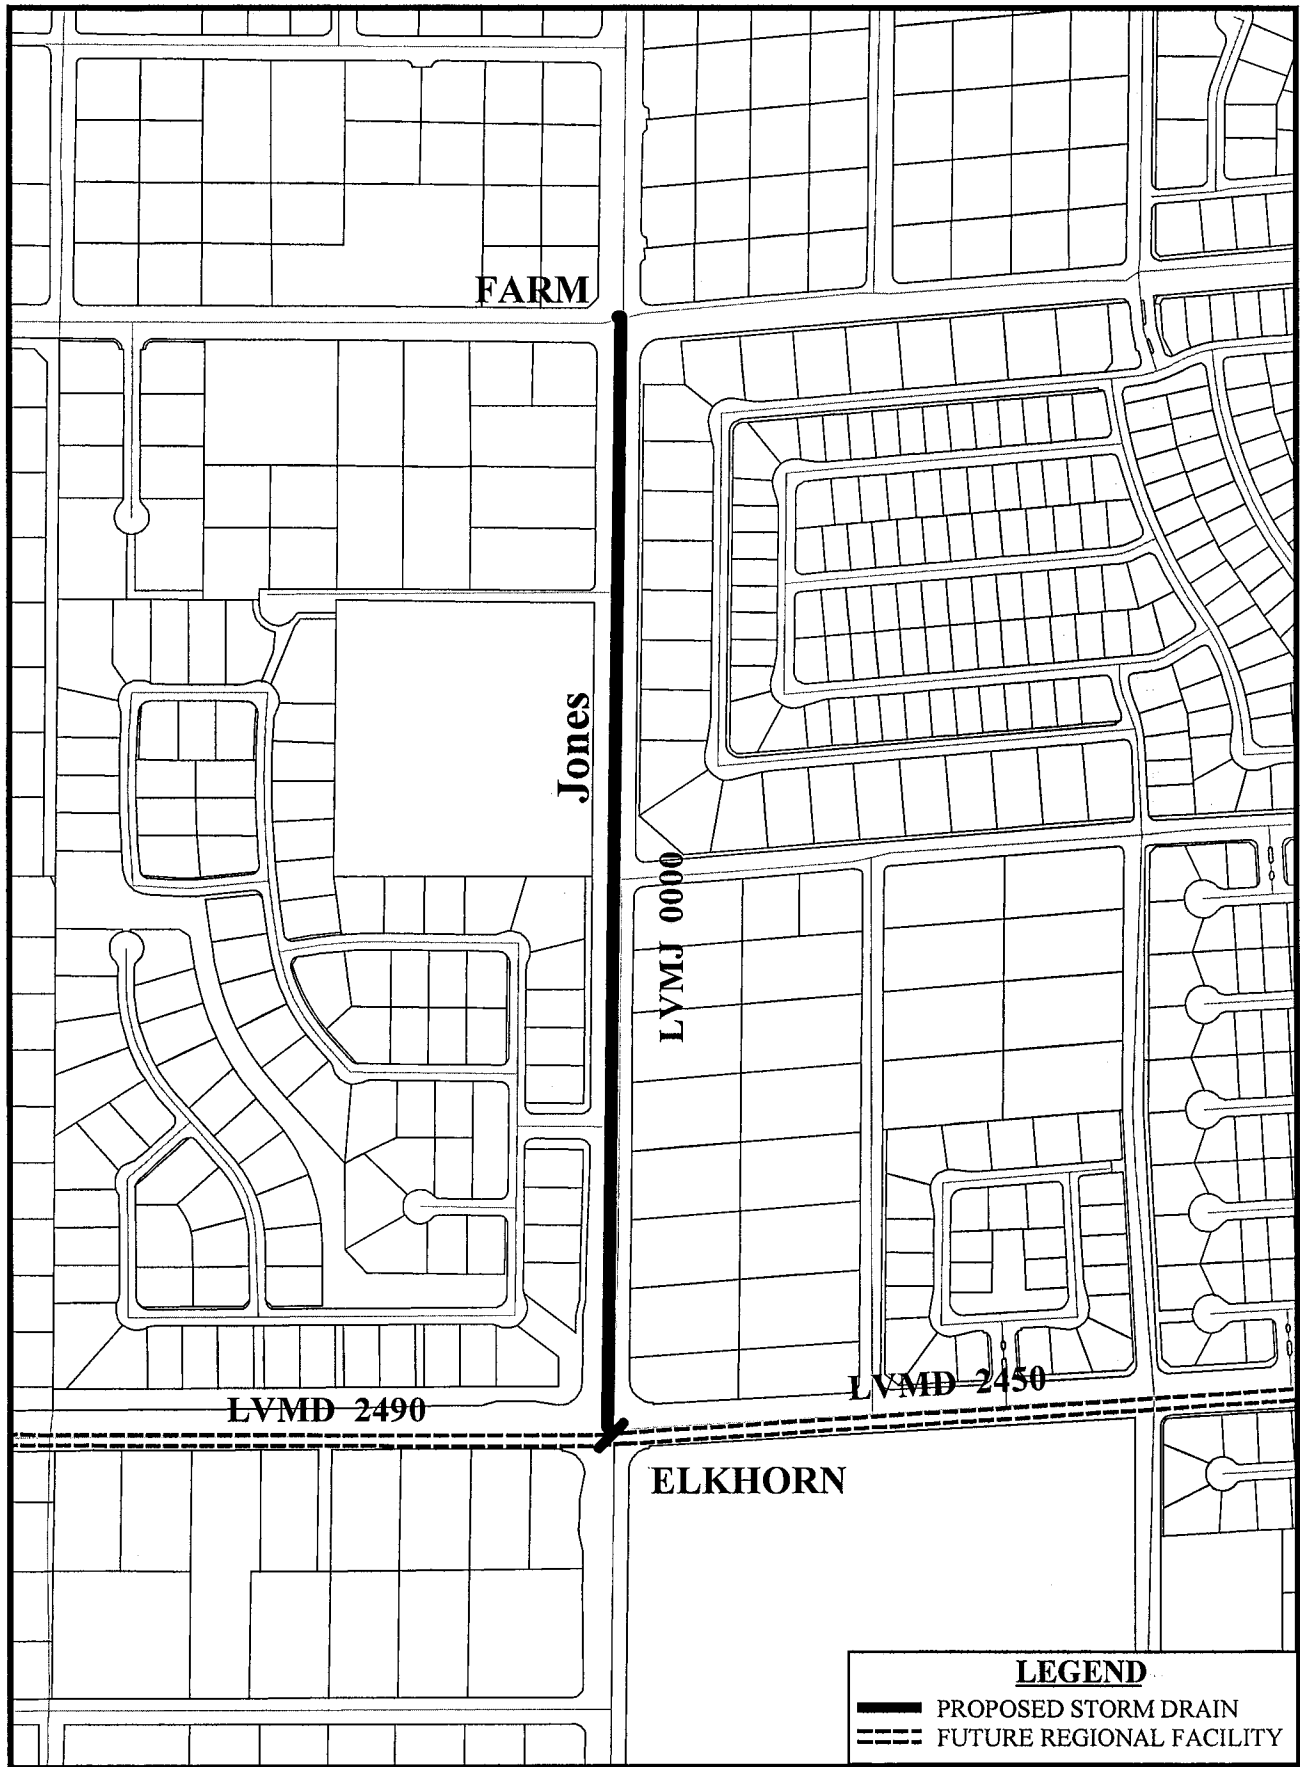 FARM
Jones
LVMJ 0000
LVMD 2490
LVMD 2450
ELKHORN
LEGEND
PROPOSED STORM DRAIN
FUTURE REGIONAL FACILITY